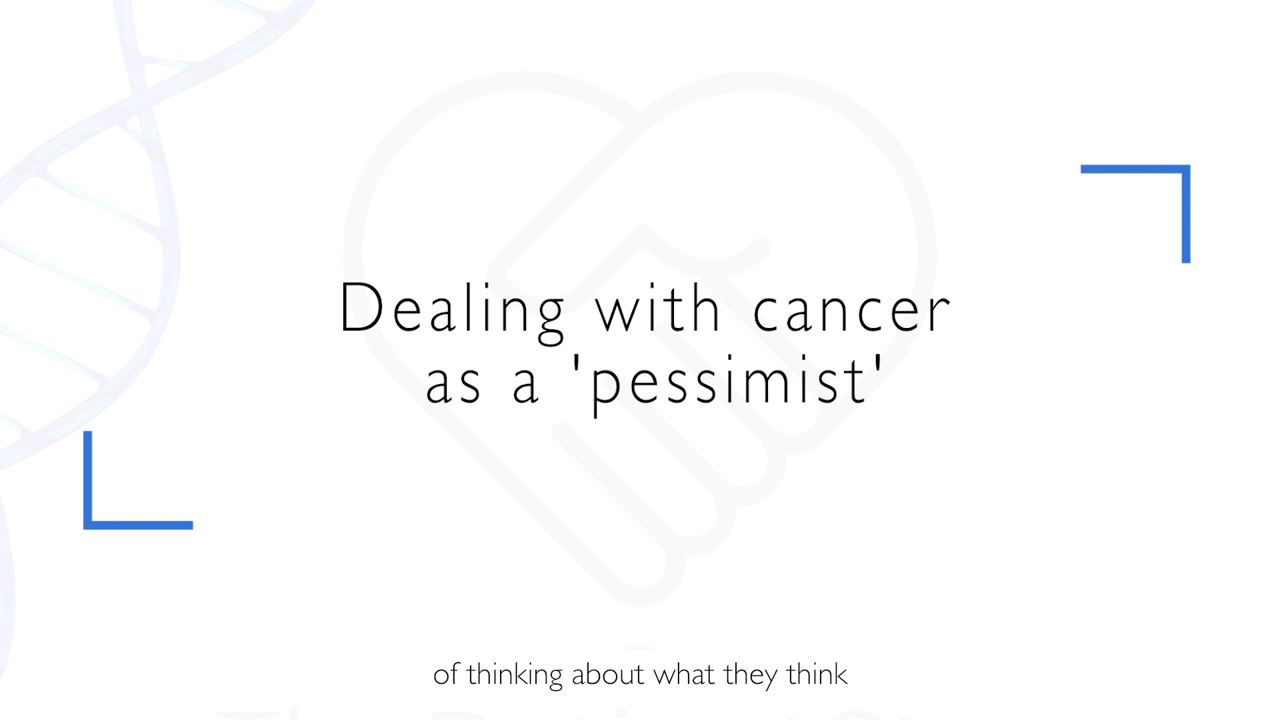 Dealing with cancer
as a 'pessimist'
of thinking about what they think